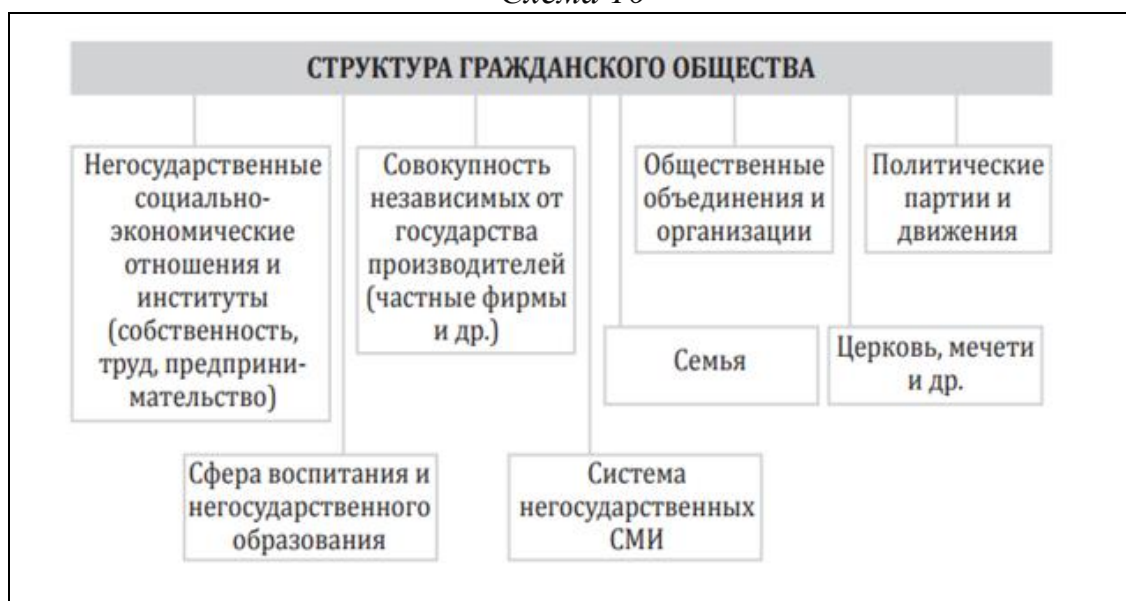 Схема 16
СТРУКТУРА ГРАЖДАНСКОГО ОБЩЕСТВА
Негосударственные
социально-
экономические
отношения и
институты
(собственность,
труд, предприни-
мательство)
Совокупность
независимых от
государства
производителей
(частные фирмы
и др.)
Общественные
объединения и
организации
Политические
партии и
движения
Семья
Церковь, мечети
и др.
Сфера воспитания и
негосударственного
образования
Система
негосударственных
СМИ